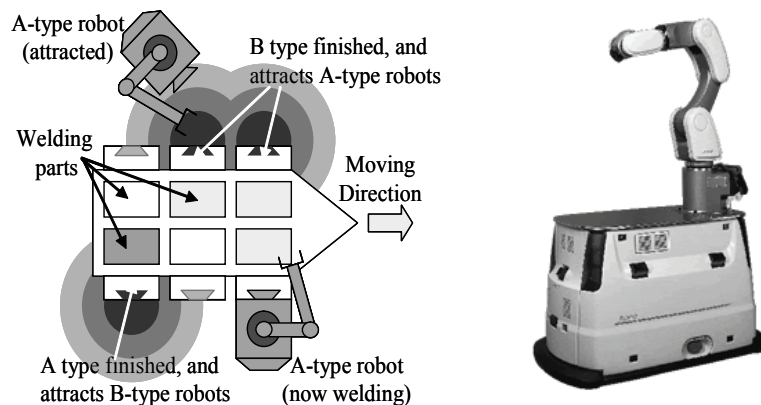 A-type robot
(attracted)
B type finished, and
attracts A-type robots
Welding
parts
Moving
Direction
A type finished, and
attracts B-type robots
A-type robot
(now welding)